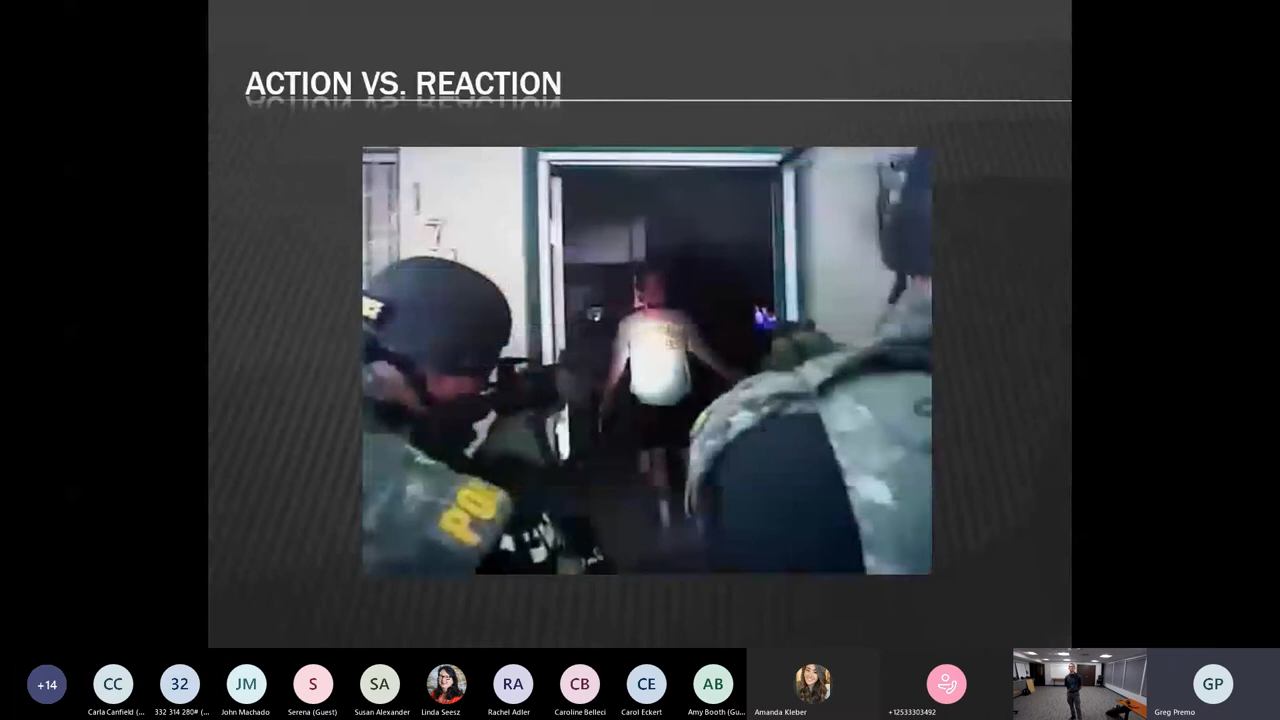 ACTION VS. REACTION
7
PO
+14
CC
32
JM
S
SA
RA
CB
CE
AB
GP
Carla Canfield (...
332 314 280# (...
John Machado
Serena (Guest)
Susan Alexander
Linda Seesz
Rachel Adler
Caroline Belleci
Carol Eckert
Amy Booth (Gu...
Amanda Kleber
+12533303492
Greg Premo